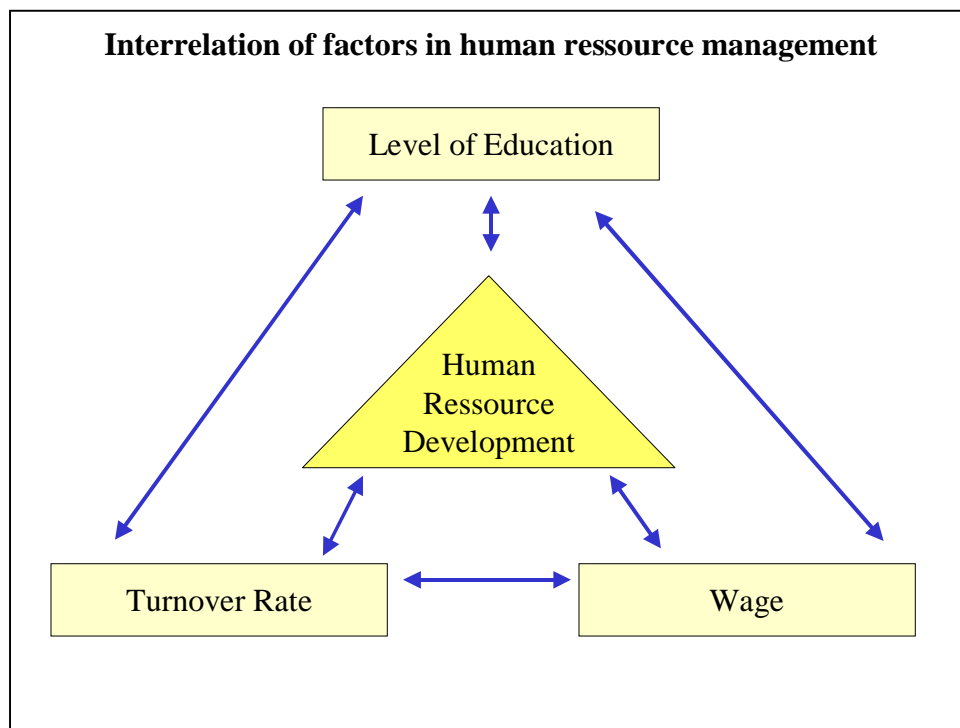 Interrelation of factors in human ressource management
Level of Education
Human
Ressource
Development
Turnover Rate
Wage